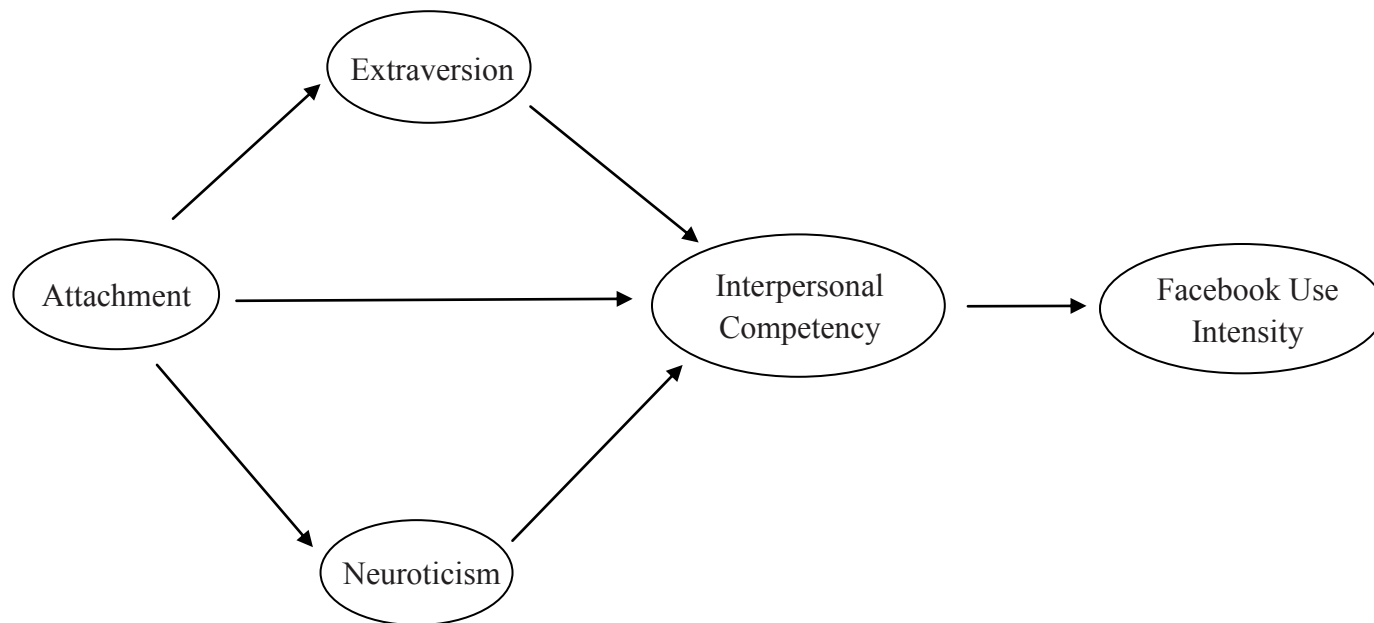 Extraversion
Attachment
Interpersonal
Competency
Facebook Use
Intensity
Neuroticism